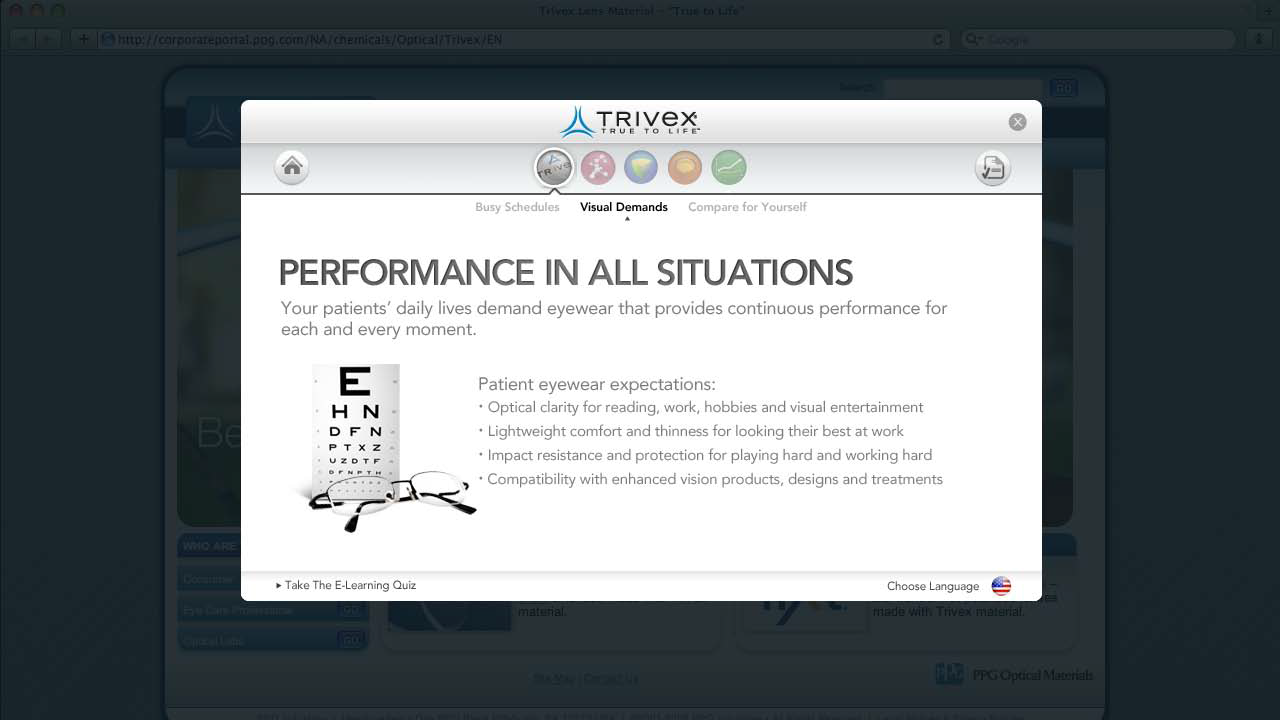 Trivex Lens Material - "True to Life"
http://corporateportal.ppg.com/NA/chemicals/Optical/Trivex/EN
Google
Search
GO
TRIVEX
TRUE TO LIFE™
Busy Schedules
Visual Demands
Compare for Yourself
PERFORMANCE IN ALL SITUATIONS
Your patients’ daily lives demand eyewear that provides continuous performance for
each and every moment.
E
H N
D F N
P T X Z
U Z D T F
D F N P T H
Patient eyewear expectations:
· Optical clarity for reading, work, hobbies and visual entertainment
· Lightweight comfort and thinness for looking their best at work
· Impact resistance and protection for playing hard and working hard
· Compatibility with enhanced vision products, designs and treatments
Be
WHO ARE
Consumer
Eye Care Professional GO
Optical Labs GO
Take The E-Learning Quiz
Choose Language
material.
made with Trivex material.
Site Map | Contact Us
PPG PPG Optical Materials